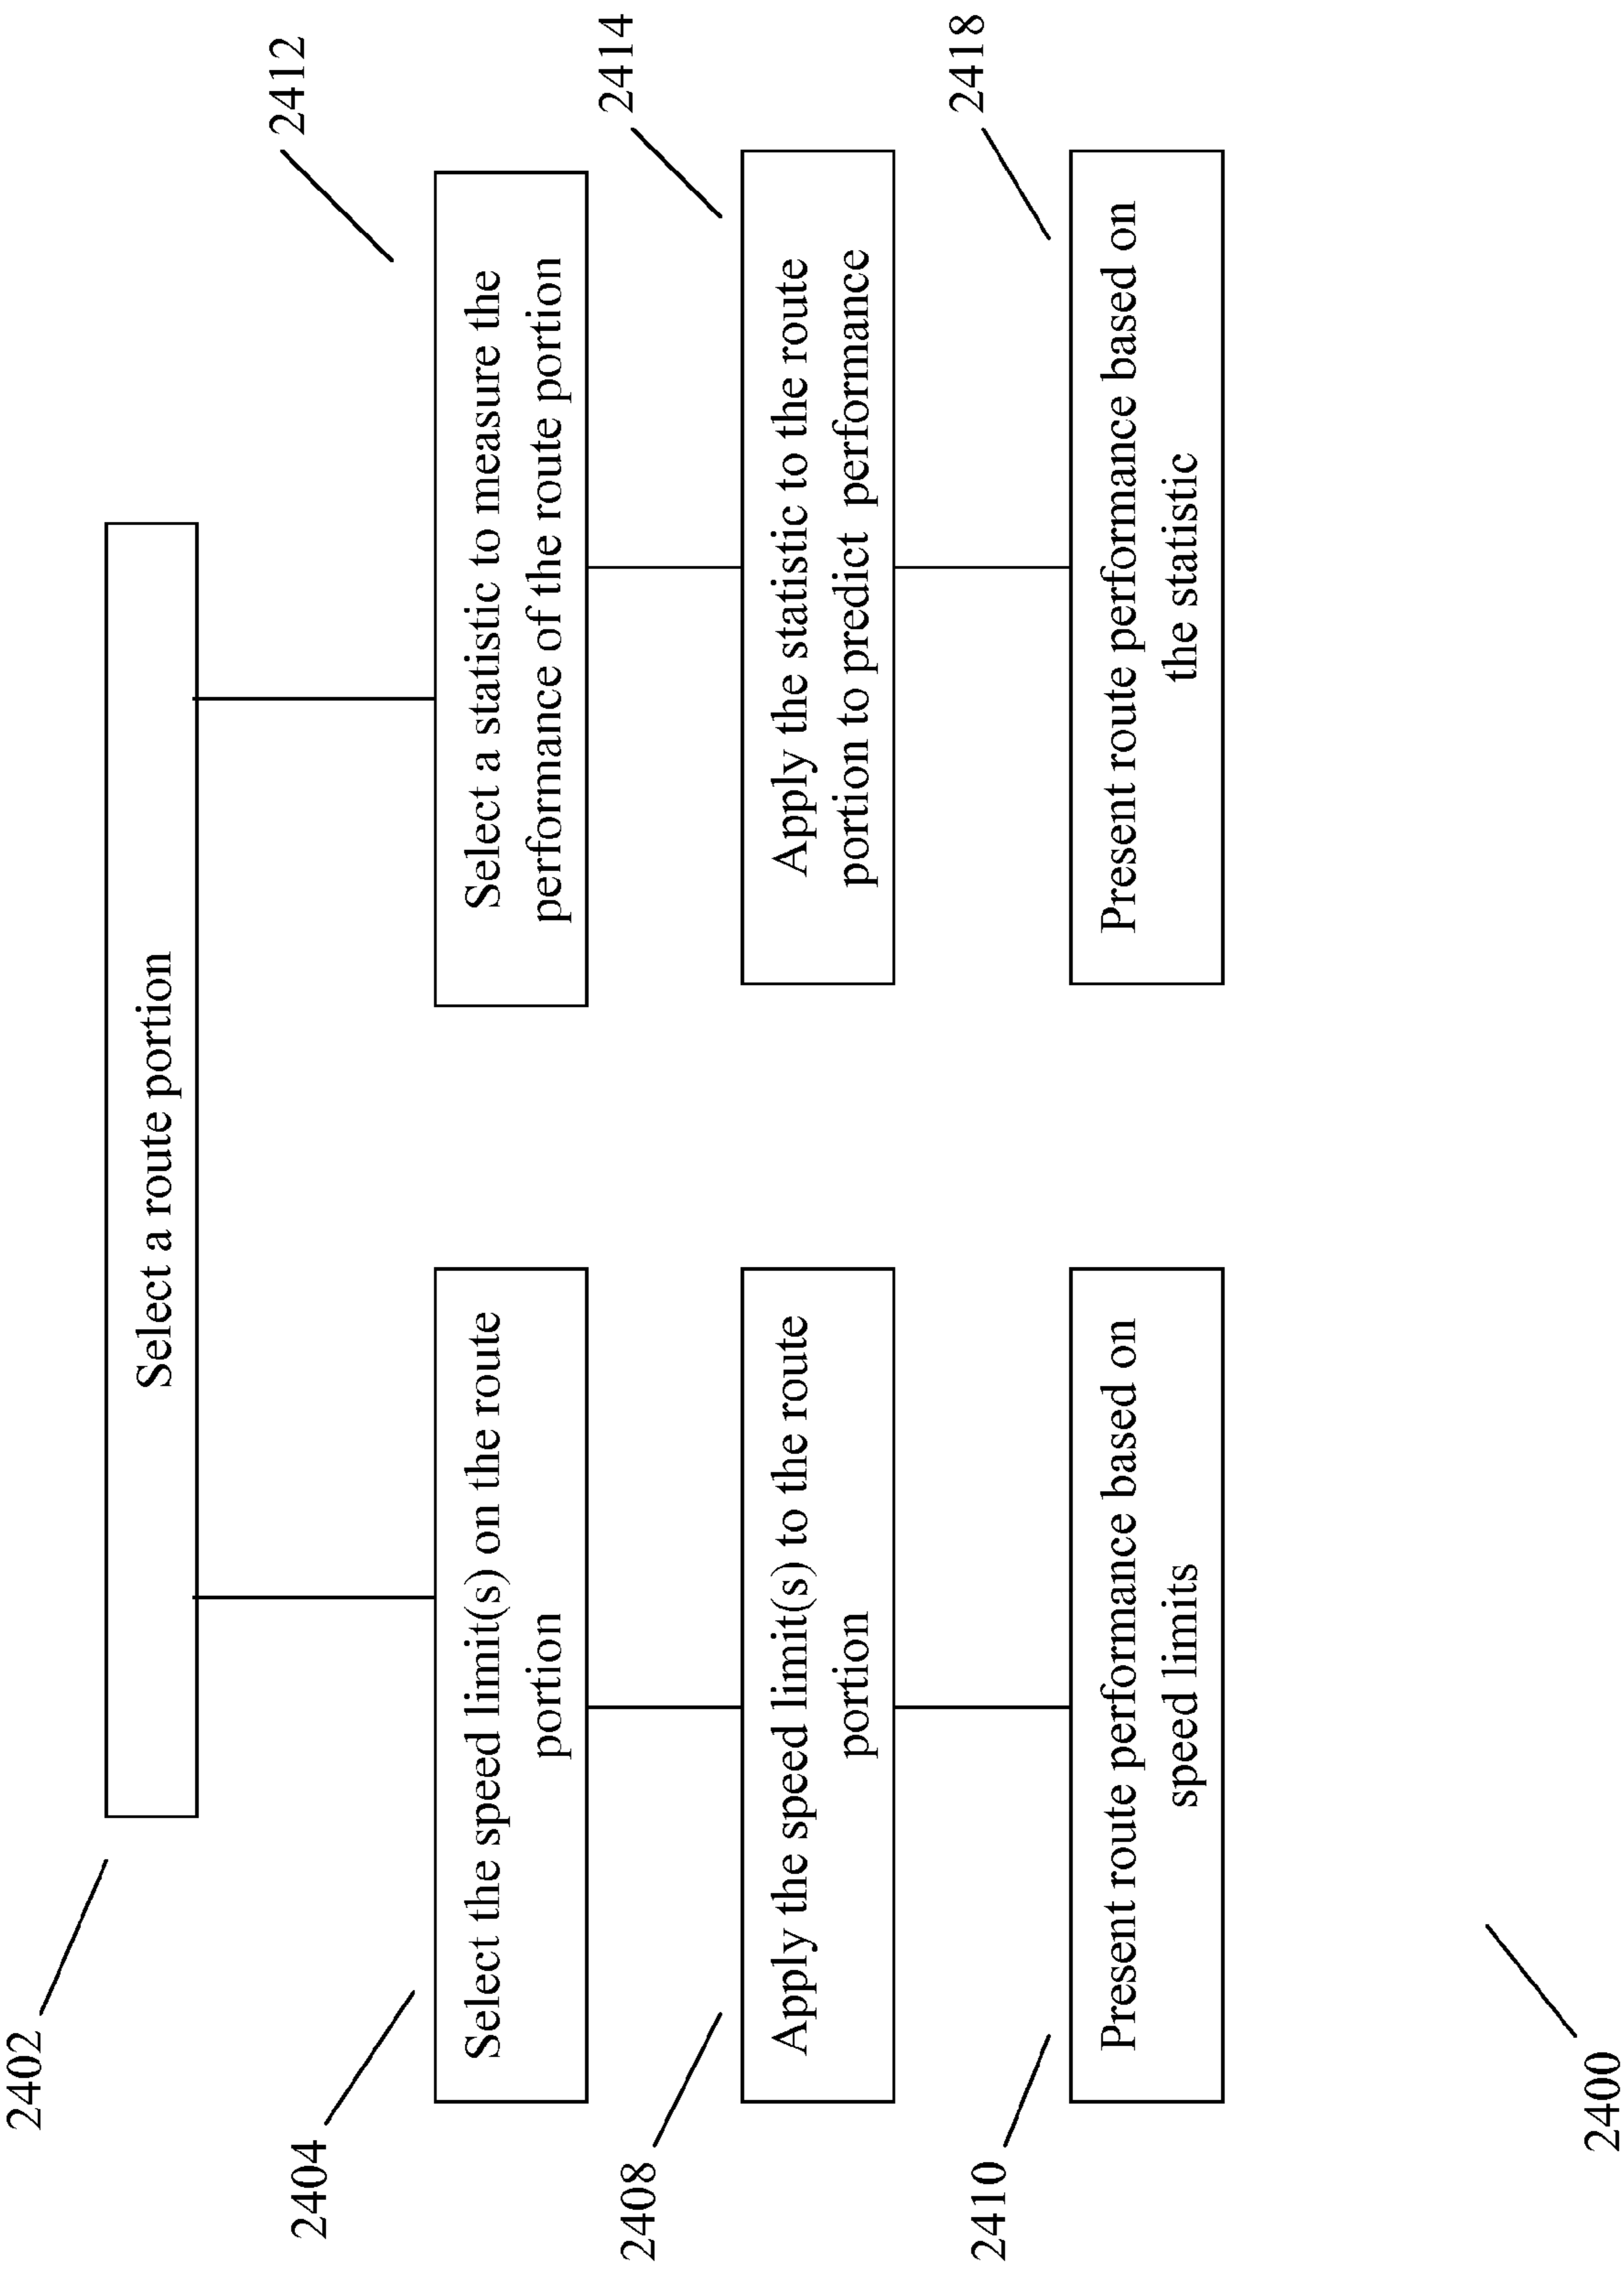 2402
Select a route portion
2404
Select the speed limit(s) on the route
portion
2408
Apply the speed limit(s) to the route
portion
2410
Present route performance based on
speed limits
2412
Select a statistic to measure the
performance of the route portion
2414
Apply the statistic to the route
portion to predict performance
2418
Present route performance based on
the statistic
2400